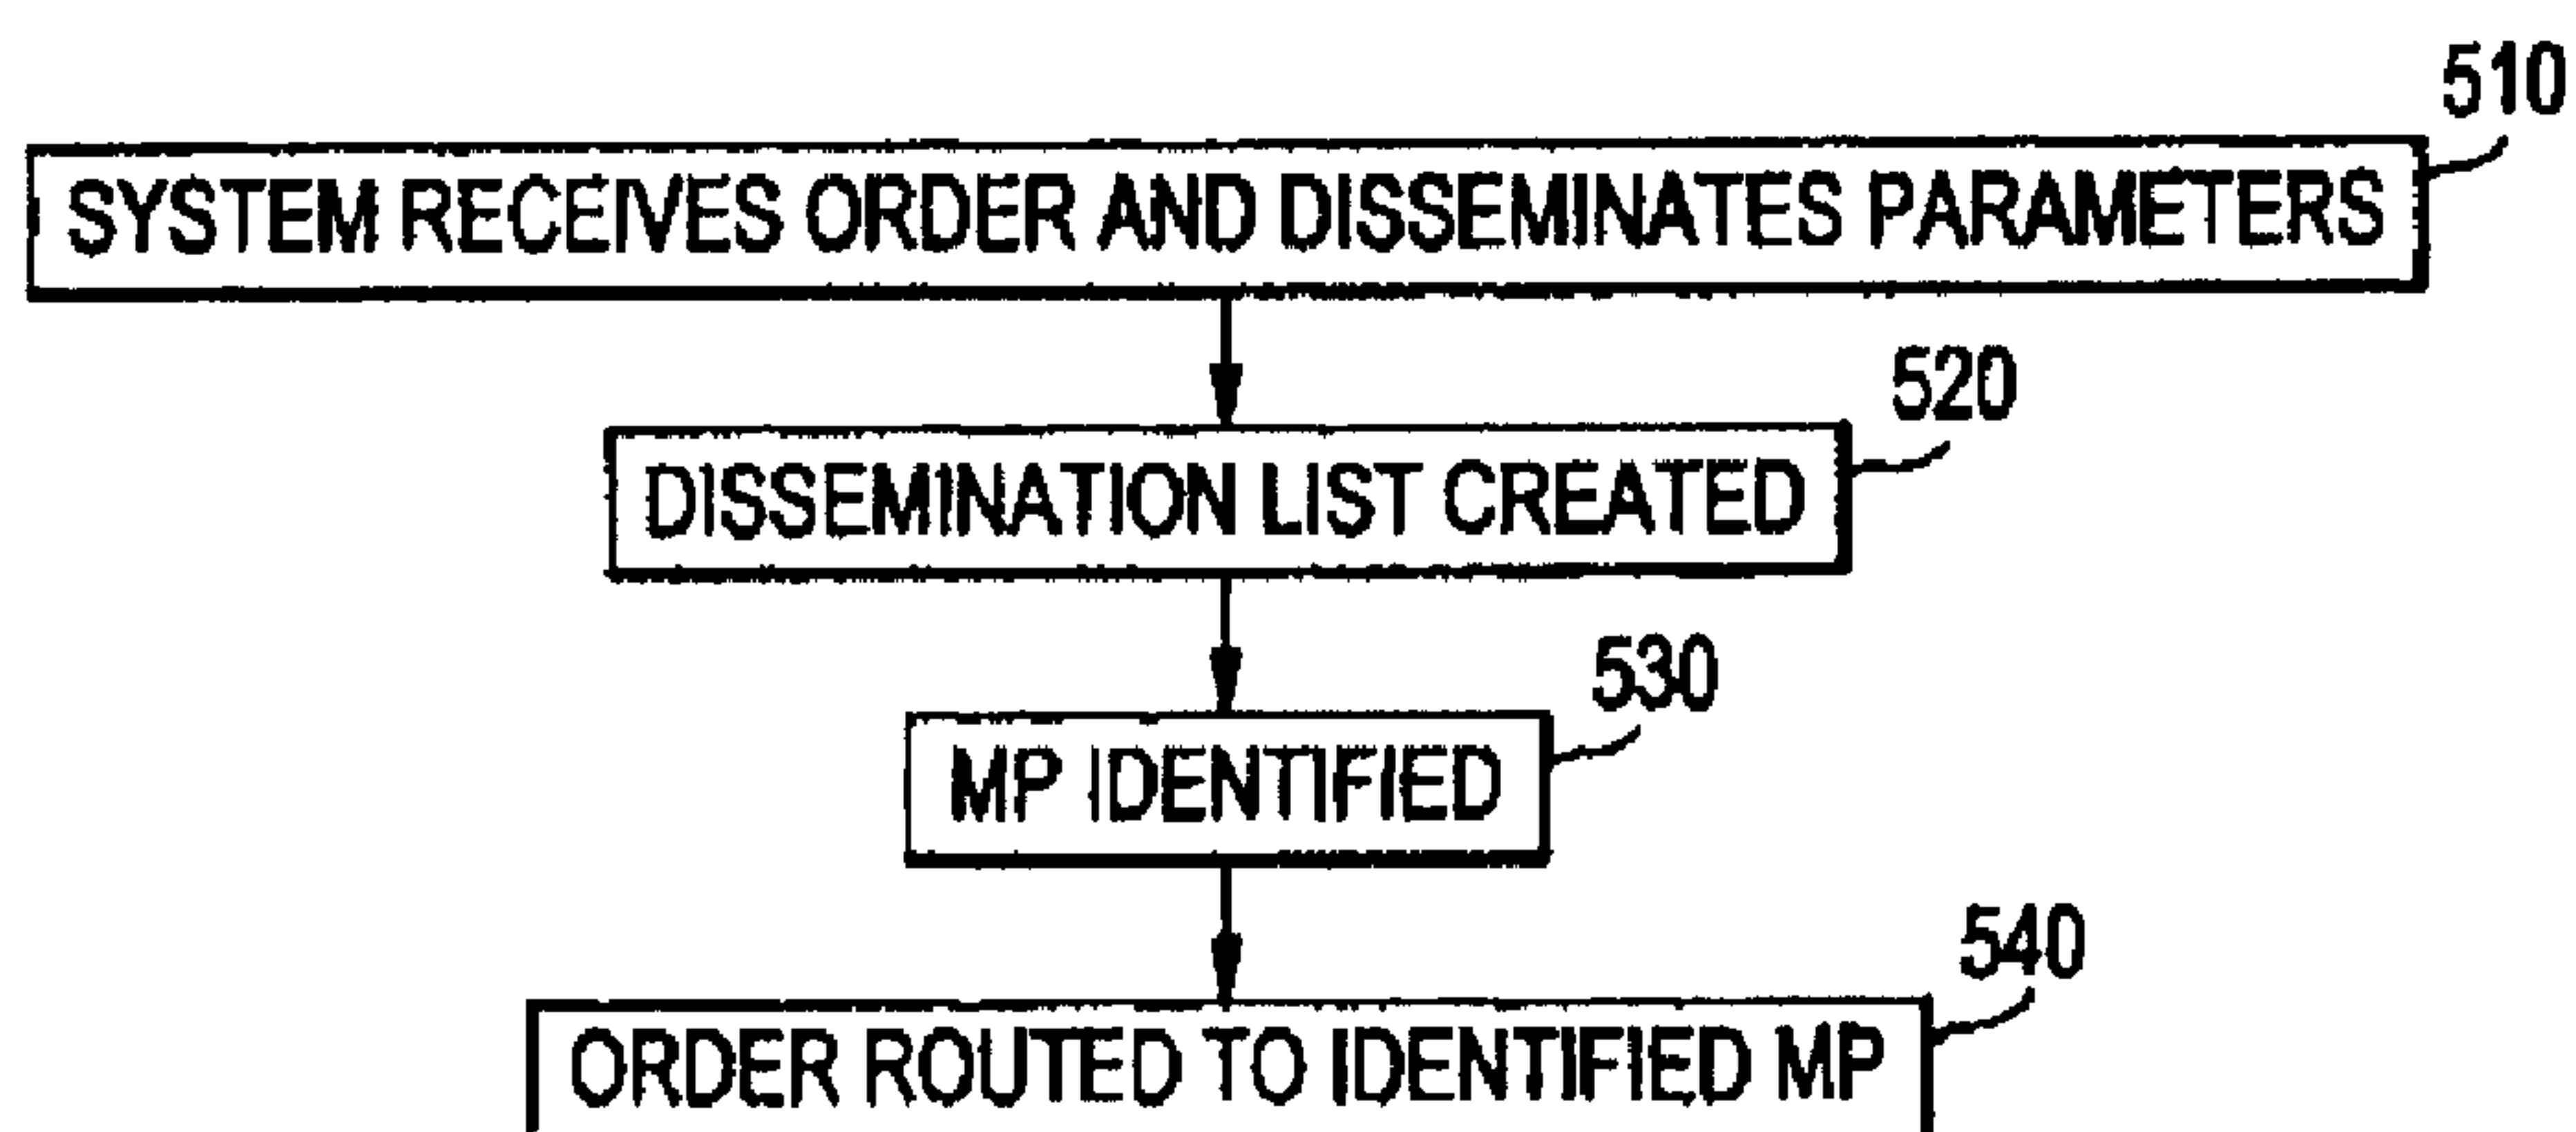 510
SYSTEM RECEIVES ORDER AND DISSEMINATES PARAMETERS
520
DISSEMINATION LIST CREATED
530
MP IDENTIFIED
540
ORDER ROUTED TO IDENTIFIED MP